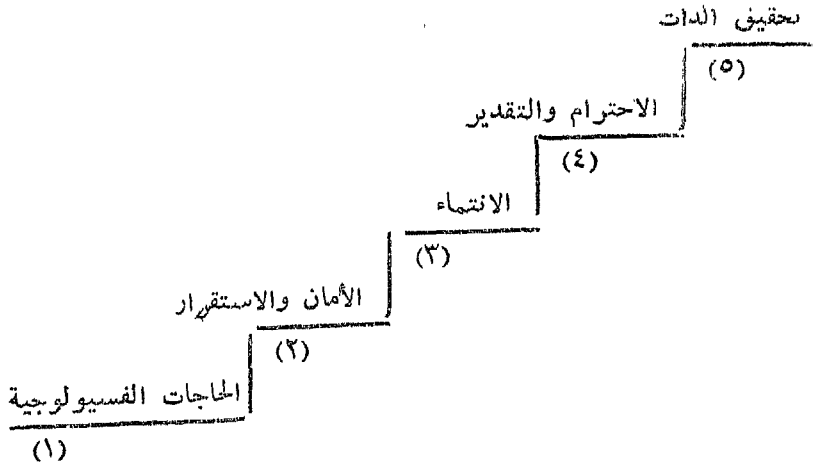 تحقيق الذات
(٥)
الاحترام والتقدير
(٤)
الانتماء
(٣)
الأمان والاستقرار
(٢)
الحاجات الفسيولوجية
(١)